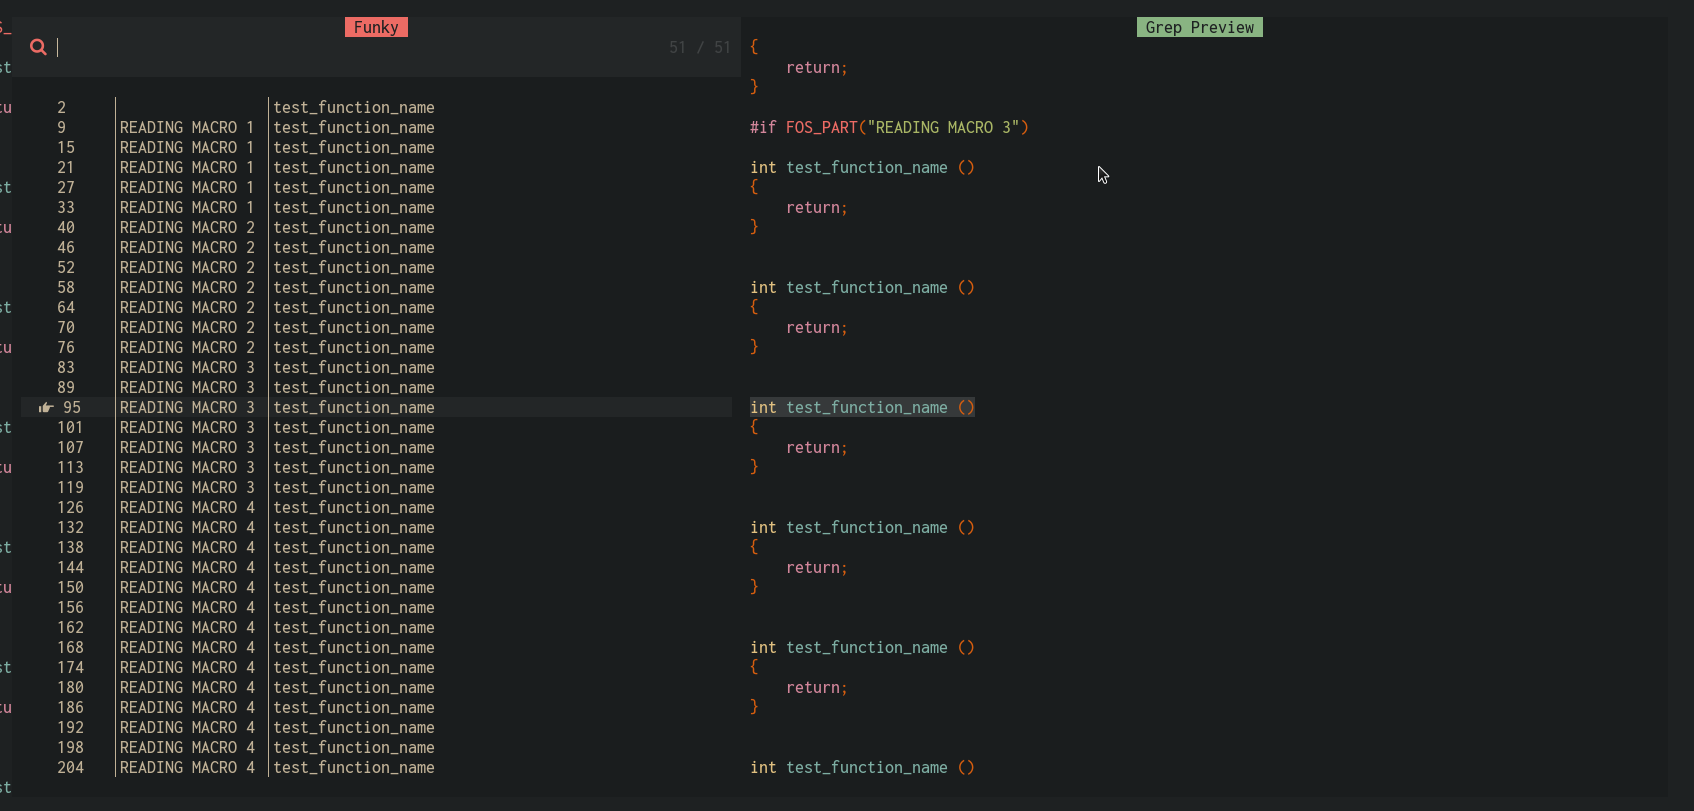 Funky
51 / 51
2 test_function_name
9 READING MACRO 1 test_function_name
15 READING MACRO 1 test_function_name
21 READING MACRO 1 test_function_name
27 READING MACRO 1 test_function_name
33 READING MACRO 1 test_function_name
40 READING MACRO 2 test_function_name
46 READING MACRO 2 test_function_name
52 READING MACRO 2 test_function_name
58 READING MACRO 2 test_function_name
64 READING MACRO 2 test_function_name
70 READING MACRO 2 test_function_name
76 READING MACRO 2 test_function_name
83 READING MACRO 3 test_function_name
89 READING MACRO 3 test_function_name
95 READING MACRO 3 test_function_name
101 READING MACRO 3 test_function_name
107 READING MACRO 3 test_function_name
113 READING MACRO 3 test_function_name
119 READING MACRO 3 test_function_name
126 READING MACRO 4 test_function_name
132 READING MACRO 4 test_function_name
138 READING MACRO 4 test_function_name
144 READING MACRO 4 test_function_name
150 READING MACRO 4 test_function_name
156 READING MACRO 4 test_function_name
162 READING MACRO 4 test_function_name
168 READING MACRO 4 test_function_name
174 READING MACRO 4 test_function_name
180 READING MACRO 4 test_function_name
186 READING MACRO 4 test_function_name
192 READING MACRO 4 test_function_name
198 READING MACRO 4 test_function_name
204 READING MACRO 4 test_function_name
Grep Preview
{
return;
}
#if FOS_PART("READING MACRO 3")
int test_function_name ()
{
return;
}
int test_function_name ()
{
return;
}
int test_function_name ()
{
return;
}
int test_function_name ()
{
return;
}
int test_function_name ()
{
return;
}
int test_function_name ()